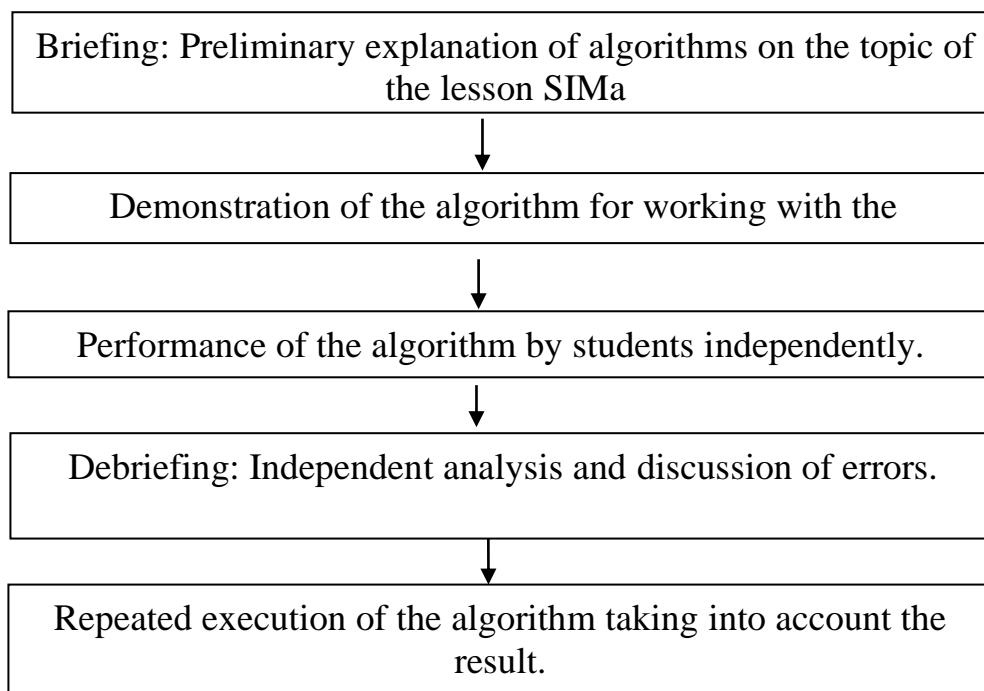 Briefing: Preliminary explanation of algorithms on the topic of
the lesson SIMa
Demonstration of the algorithm for working with the
Performance of the algorithm by students independently.
Debriefing: Independent analysis and discussion of errors.
Repeated execution of the algorithm taking into account the
result.